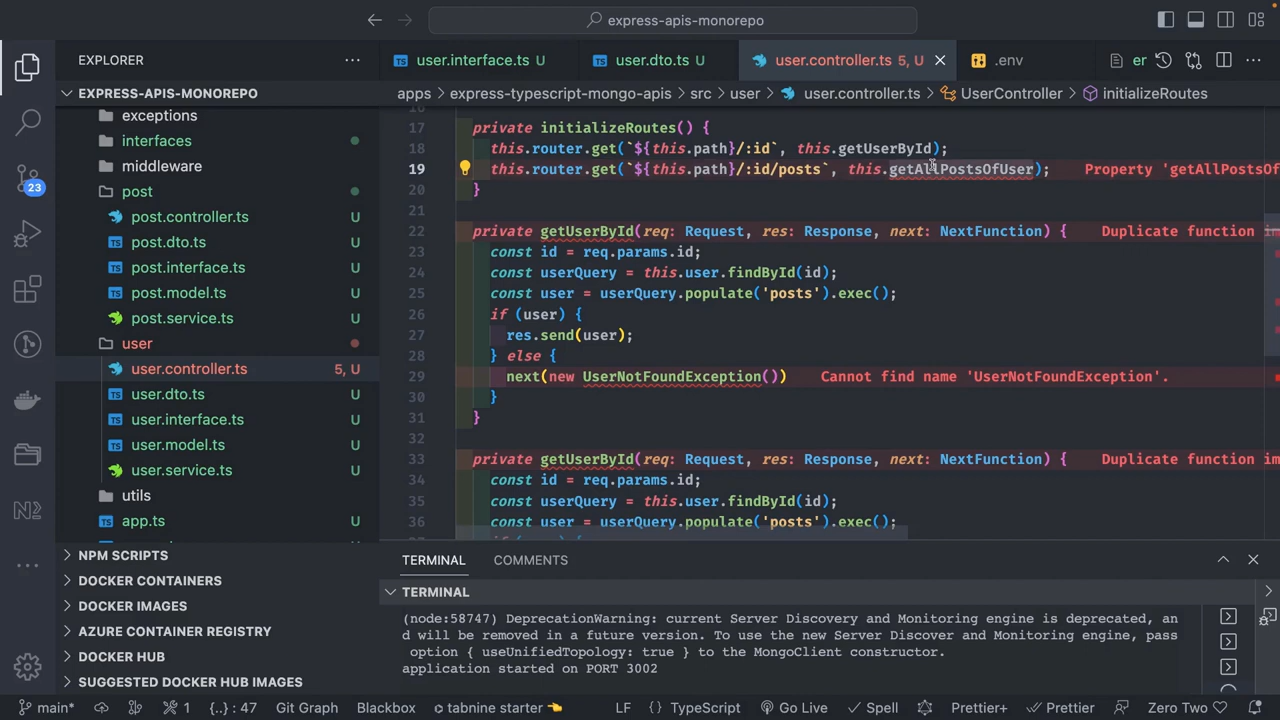 express-apis-monorepo
EXPLORER
user.interface.ts U
user.dto.ts U
user.controller.ts 5, U
.env
er
EXPRESS-APIS-MONOREPO
apps > express-typescript-mongo-apis > src > user > user.controller.ts > UserController > initializeRoutes
exceptions
interfaces
middleware
post
post.controller.ts U
post.dto.ts U
post.interface.ts U
post.model.ts U
post.service.ts U
user
user.controller.ts 5, U
user.dto.ts U
user.interface.ts U
user.model.ts U
user.service.ts U
utils
app.ts U
NPM SCRIPTS
DOCKER CONTAINERS
DOCKER IMAGES
AZURE CONTAINER REGISTRY
DOCKER HUB
SUGGESTED DOCKER HUB IMAGES
23
16
17 private initializeRoutes() {
18 this.router.get(`${this.path}/:id`, this.getUserById);
19 this.router.get(`${this.path}/:id/posts`, this.getAllPostsOfUser); Property 'getAllPostsOf
20 }
21
22 private getUserById(req: Request, res: Response, next: NextFunction) { Duplicate function im
23 const id = req.params.id;
24 const userQuery = this.user.findById(id);
25 const user = userQuery.populate('posts').exec();
26 if (user) {
27 res.send(user);
28 } else {
29 next(new UserNotFoundException()) Cannot find name 'UserNotFoundException'.
30 }
31 }
32
33 private getUserById(req: Request, res: Response, next: NextFunction) { Duplicate function im
34 const id = req.params.id;
35 const userQuery = this.user.findById(id);
36 const user = userQuery.populate('posts').exec();
TERMINAL COMMENTS
TERMINAL
(node:58747) DeprecationWarning: current Server Discovery and Monitoring engine is deprecated, an
d will be removed in a future version. To use the new Server Discover and Monitoring engine, pass
option { useUnifiedTopology: true } to the MongoClient constructor.
application started on PORT 3002
main* 1 {..} : 47 Git Graph Browserbox tabnine starter LF TypeScript Go Live Spell Prettier+ Prettier Zero Two